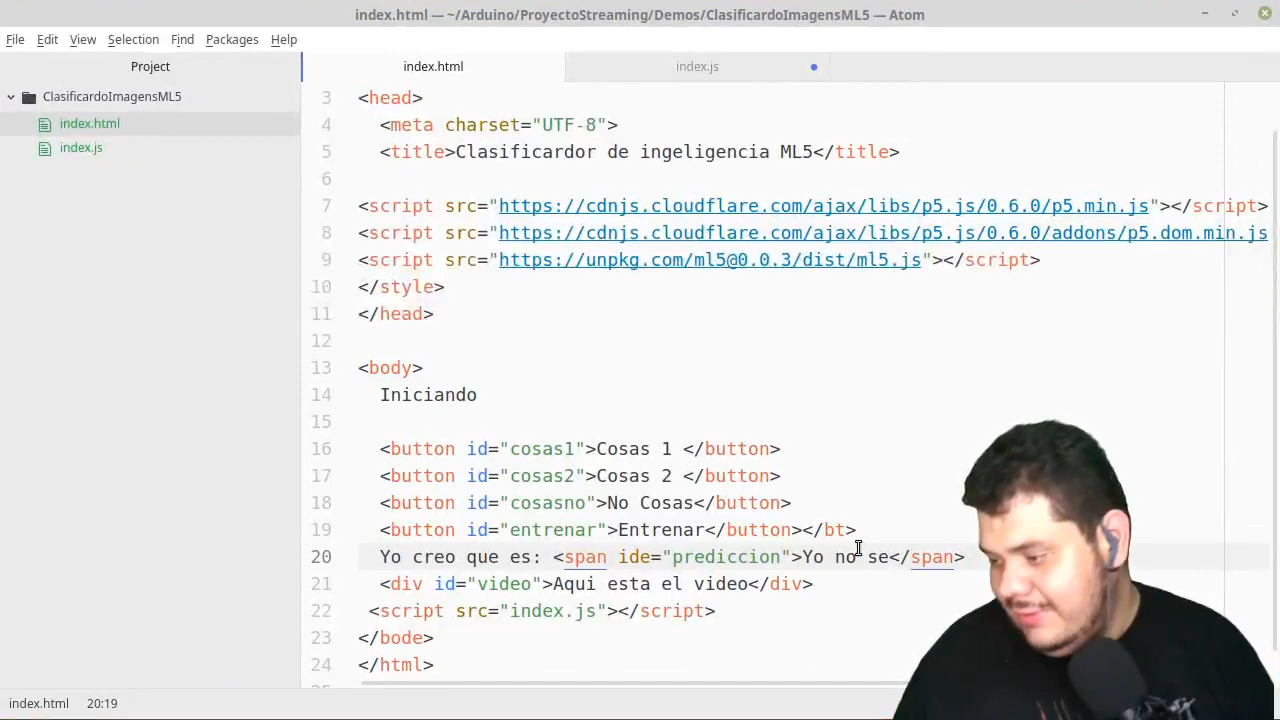 index.html — ~/Arduino/ProyectoStreaming/Demos/ClasificardoImagensML5 — Atom
File Edit View Selection Find Packages Help
Project
index.html
index.js
ClasificardoImagensML5
index.html
index.js
3 <head>
4 <meta charset="UTF-8">
5 <title>Clasificardor de ingeligencia ML5</title>
6
7 <script src="https://cdnjs.cloudflare.com/ajax/libs/p5.js/0.6.0/p5.min.js"></script>
8 <script src="https://cdnjs.cloudflare.com/ajax/libs/p5.js/0.6.0/addons/p5.dom.min.js
9 <script src="https://unpkg.com/ml5@0.0.3/dist/ml5.js"></script>
10 </style>
11 </head>
12
13 <body>
14 Iniciando
15
16 <button id="cosas1">Cosas 1 </button>
17 <button id="cosas2">Cosas 2 </button>
18 <button id="cosasno">No Cosas</button>
19 <button id="entrenar">Entrenar</button></bt>
20 Yo creo que es: <span ide="prediccion">Yo no se</span>
21 <div id="video">Aqui esta el video</div>
22 <script src="index.js"></script>
23 </bode>
24 </html>
index.html 20:19